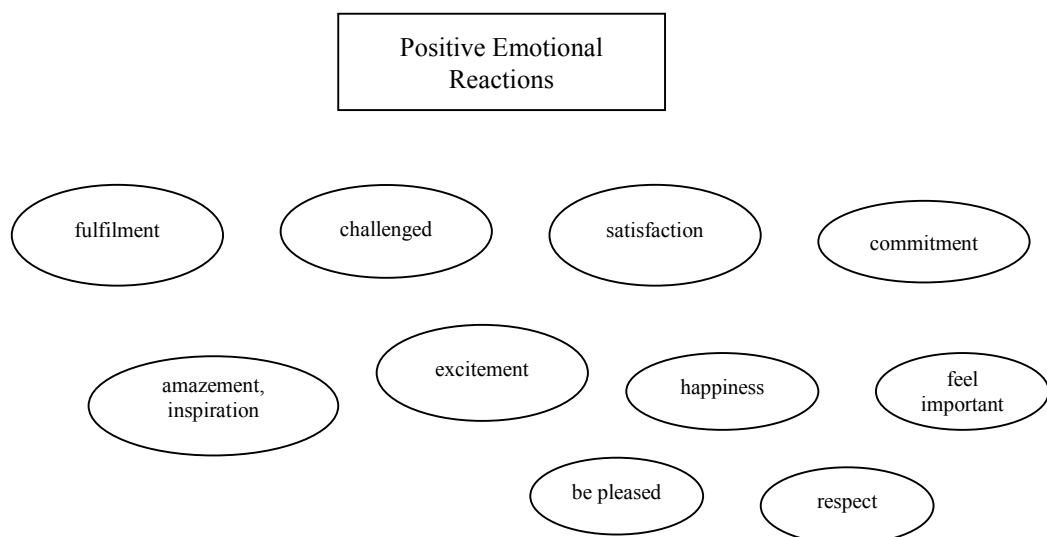 Positive Emotional
Reactions
fulfilment
challenged
satisfaction
commitment
amazement,
inspiration
excitement
happiness
feel
important
be pleased
respect